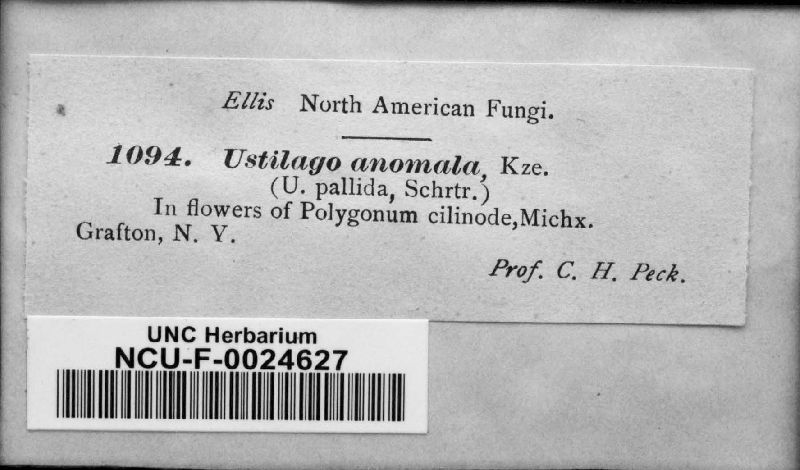 Ellis North American Fungi.
1094. Ustilago anomala, Kze.
(U. pallida, Schrtr.)
In flowers of Polygonum cilinode, Michx.
Grafton, N. Y.
Prof. C. H. Peck.
UNC Herbarium
NCU-F-0024627